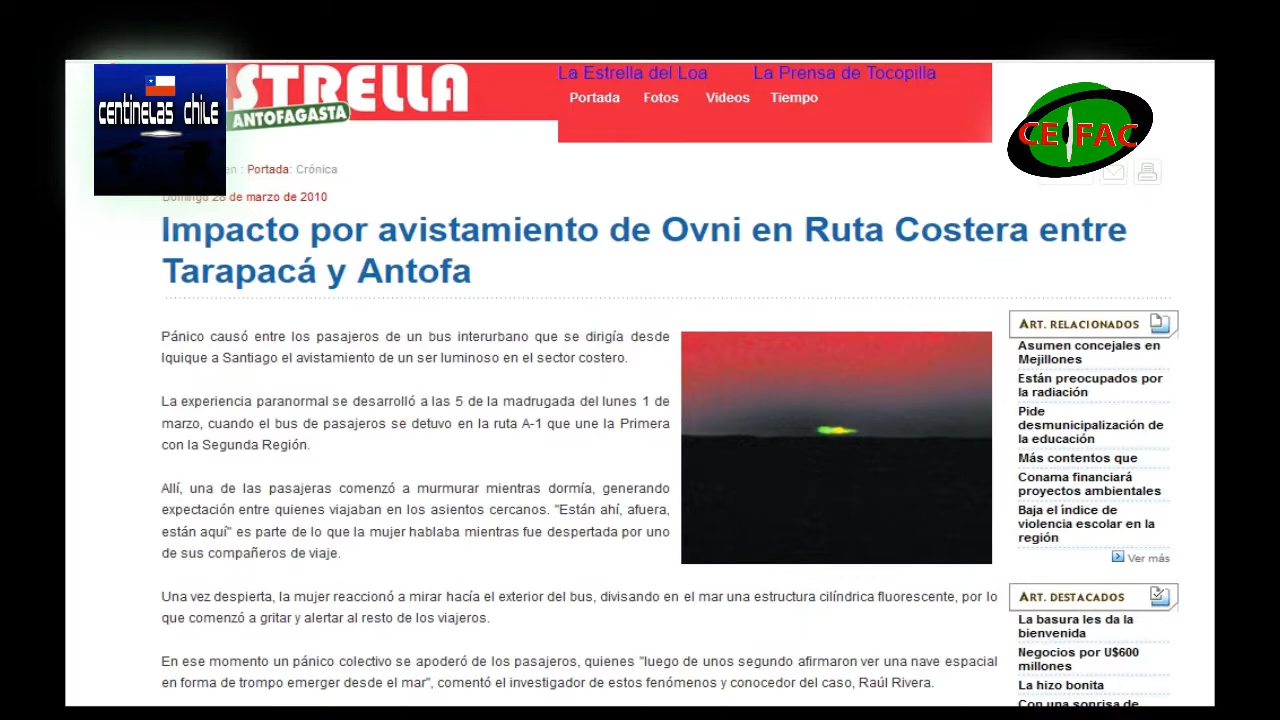 CENTINELAS CHILE
STRELLA
ANTOFAGASTA
La Estrella del Loa La Prensa de Tocopilla
Portada Fotos Videos Tiempo
CEIFAC
en : Portada: Crónica
Domingo 28 de marzo de 2010
Impacto por avistamiento de Ovni en Ruta Costera entre
Tarapacá y Antofa
Pánico causó entre los pasajeros de un bus interurbano que se dirigía desde
Iquique a Santiago el avistamiento de un ser luminoso en el sector costero.
La experiencia paranormal se desarrolló a las 5 de la madrugada del lunes 1 de
marzo, cuando el bus de pasajeros se detuvo en la ruta A-1 que une la Primera
con la Segunda Región.
Allí, una de las pasajeras comenzó a murmurar mientras dormía, generando
expectación entre quienes viajaban en los asientos cercanos. "Están ahí, afuera,
están aquí" es parte de lo que la mujer hablaba mientras fue despertada por uno
de sus compañeros de viaje.
Una vez despierta, la mujer reaccionó a mirar hacía el exterior del bus, divisando en el mar una estructura cilíndrica fluorescente, por lo
que comenzó a gritar y alertar al resto de los viajeros.
En ese momento un pánico colectivo se apoderó de los pasajeros, quienes "luego de unos segundo afirmaron ver una nave espacial
en forma de trompo emerger desde el mar", comentó el investigador de estos fenómenos y conocedor del caso, Raúl Rivera.
ART. RELACIONADOS
Asumen concejales en
Mejillones
Están preocupados por
la radiación
Pide
desmunicipalización de
la educación
Más contentos que
Conama financiará
proyectos ambientales
Baja el índice de
violencia escolar en la
región
Ver más
ART. DESTACADOS
La basura les da la
bienvenida
Negocios por U$600
millones
La hizo bonita
Con una sonrisa de